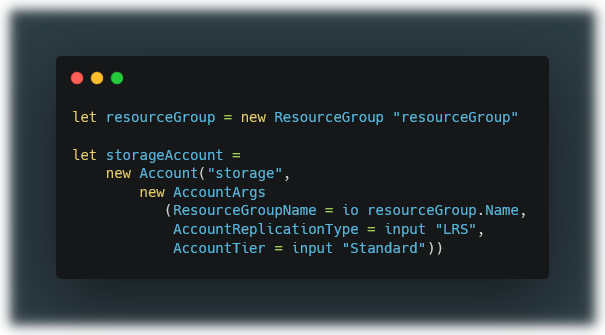 let resourceGroup = new ResourceGroup "resourceGroup"
let storageAccount =
    new Account("storage",
        new AccountArgs
           (ResourceGroupName = io resourceGroup.Name,
            AccountReplicationType = input "LRS",
            AccountTier = input "Standard"))